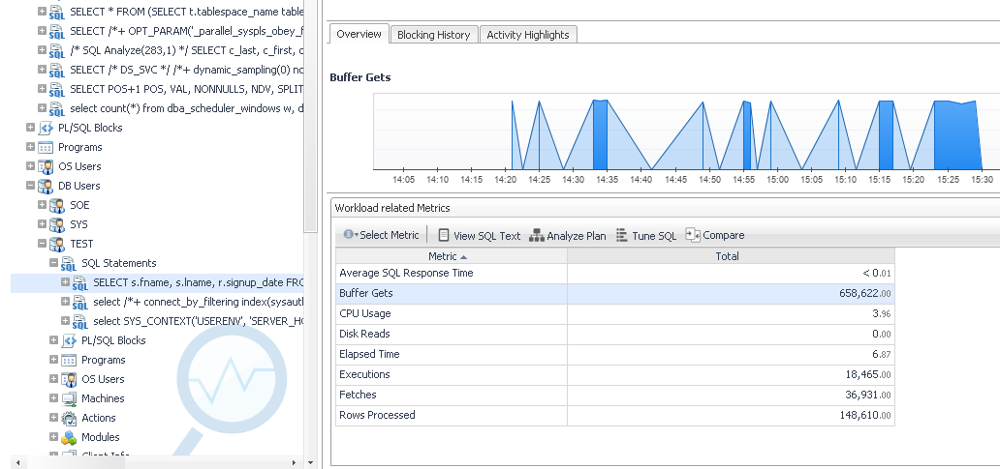 SELECT * FROM (SELECT t.tablespace_name table
SELECT /*+ OPT_PARAM('_parallel_syspls_obey_f
/* SQL Analyze(283,1) */ SELECT c_last, c_first, c
SELECT /* DS_SVC */ /*+ dynamic_sampling(0) no
SELECT POS+1 POS, VAL, NONNULLS, NDV, SPLIT
select count(*) from dba_scheduler_windows w, d
PL/SQL Blocks
Programs
OS Users
DB Users
SOE
SYS
TEST
SQL Statements
SELECT s.fname, s.lname, r.signup_date FRO
select /*+ connect_by_filtering index(sysauth
select SYS_CONTEXT('USERENV', 'SERVER_HO
PL/SQL Blocks
Programs
OS Users
Machines
Actions
Modules
Client Info
Overview
Blocking History
Activity Highlights
Buffer Gets
14:05 14:10 14:15 14:20 14:25 14:30 14:35 14:40 14:45 14:50 14:55 15:00 15:05 15:10 15:15 15:20 15:25 15:30
Workload related Metrics
Select Metric View SQL Text Analyze Plan Tune SQL Compare
Metric Total
Average SQL Response Time < 0.01
Buffer Gets 658,622.00
CPU Usage 3.96
Disk Reads 0.00
Elapsed Time 6.87
Executions 18,465.00
Fetches 36,931.00
Rows Processed 148,610.00